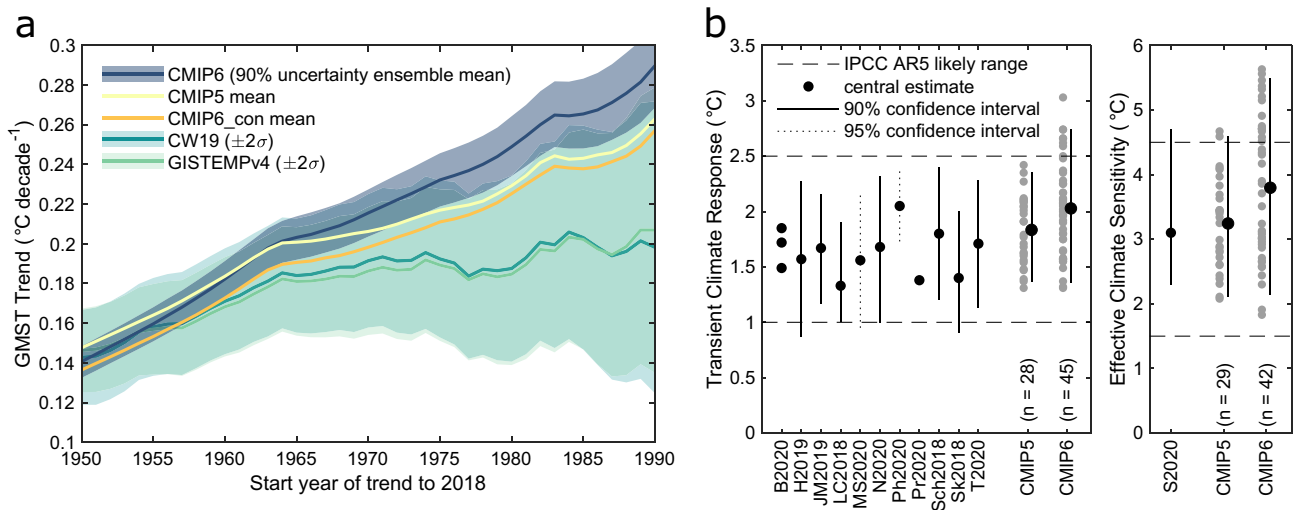 a
GMST Trend (°C decade⁻¹)
0.3
0.28
0.26
0.24
0.22
0.2
0.18
0.16
0.14
0.12
0.1
CMIP6 (90% uncertainty ensemble mean)
CMIP5 mean
CMIP6_con mean
CW19 (±2σ)
GISTEMPv4 (±2σ)
1950 1955 1960 1965 1970 1975 1980 1985 1990
Start year of trend to 2018
b
Transient Climate Response (°C)
3.5
3
2.5
2
1.5
1
0.5
0
IPCC AR5 likely range
central estimate
90% confidence interval
95% confidence interval
(n = 28)
(n = 45)
B2020
H2019
JM2019
LC2018
MS2020
N2020
Ph2020
Pr2020
Sch2018
Sk2018
T2020
CMIP5
CMIP6
Effective Climate Sensitivity (°C)
6
5
4
3
2
1
0
(n = 29)
(n = 42)
S2020
CMIP5
CMIP6